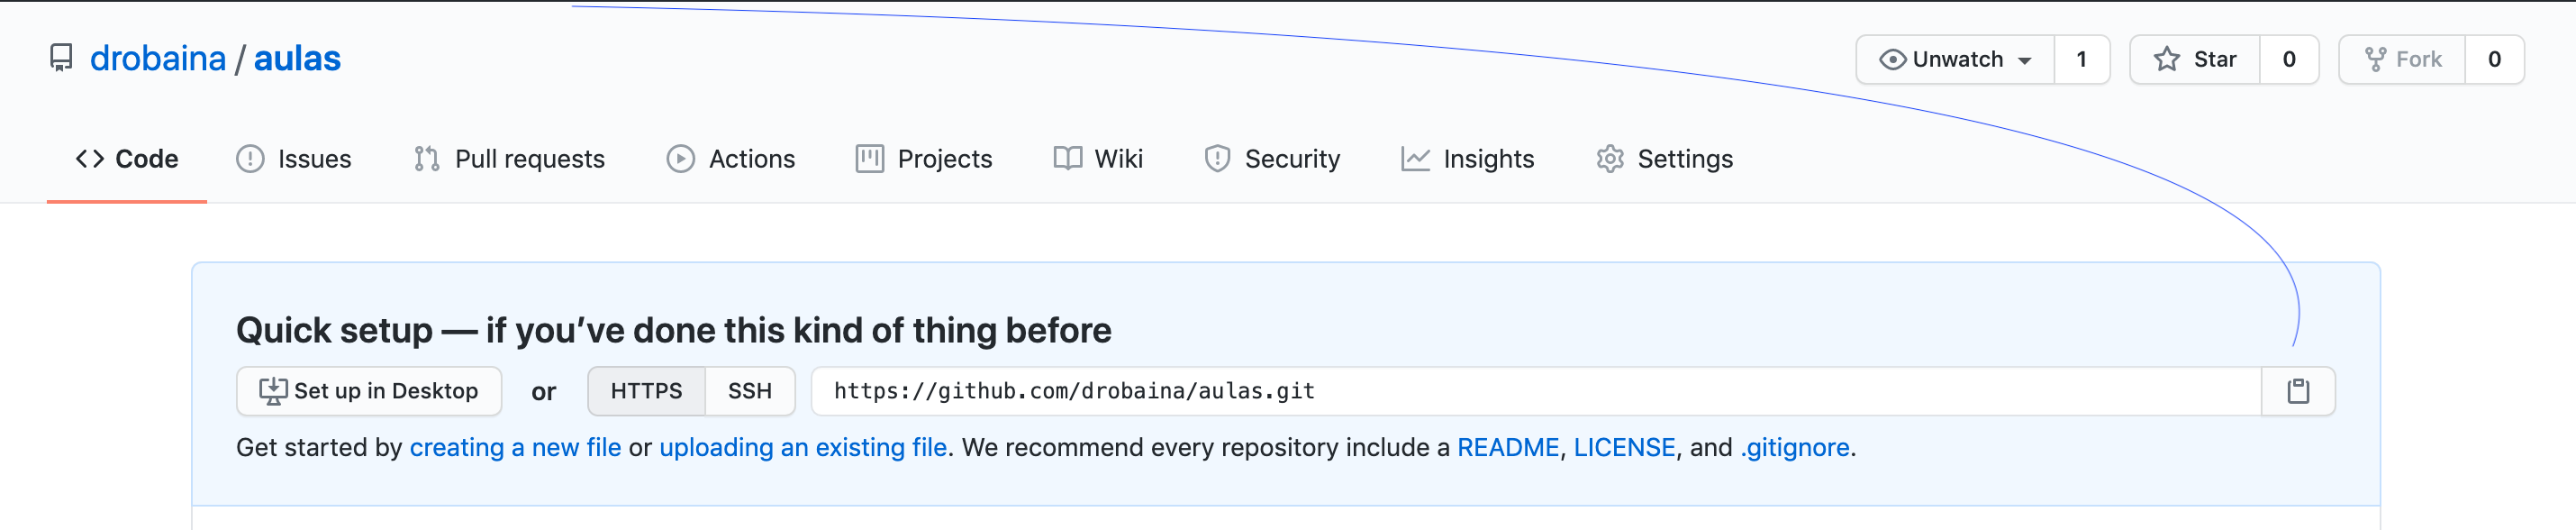 drobaina / aulas
Unwatch 1 Star 0 Fork 0
Code Issues Pull requests Actions Projects Wiki Security Insights Settings
Quick setup — if you’ve done this kind of thing before
Set up in Desktop or HTTPS SSH https://github.com/drobaina/aulas.git
Get started by creating a new file or uploading an existing file. We recommend every repository include a README, LICENSE, and .gitignore.